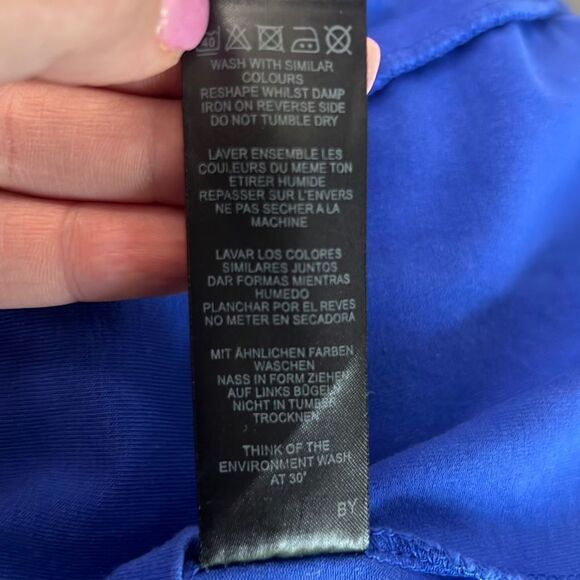 40
WASH WITH SIMILAR
COLOURS
RESHAPE WHILST DAMP
IRON ON REVERSE SIDE
DO NOT TUMBLE DRY
LAVER ENSEMBLE LES
COULEURS DU MEME TON
ETIRER HUMIDE
REPASSER SUR L'ENVERS
NE PAS SECHER A LA
MACHINE
LAVAR LOS COLORES
SIMILARES JUNTOS
DAR FORMAS MIENTRAS
HUMEDO
PLANCHAR POR EL REVES
NO METER EN SECADORA
MIT ÄHNLICHEN FARBEN
WASCHEN
NASS IN FORM ZIEHEN
AUF LINKS BÜGELN
NICHT IN TUMBER
TROCKNEN
THINK OF THE
ENVIRONMENT WASH
AT 30°
BY